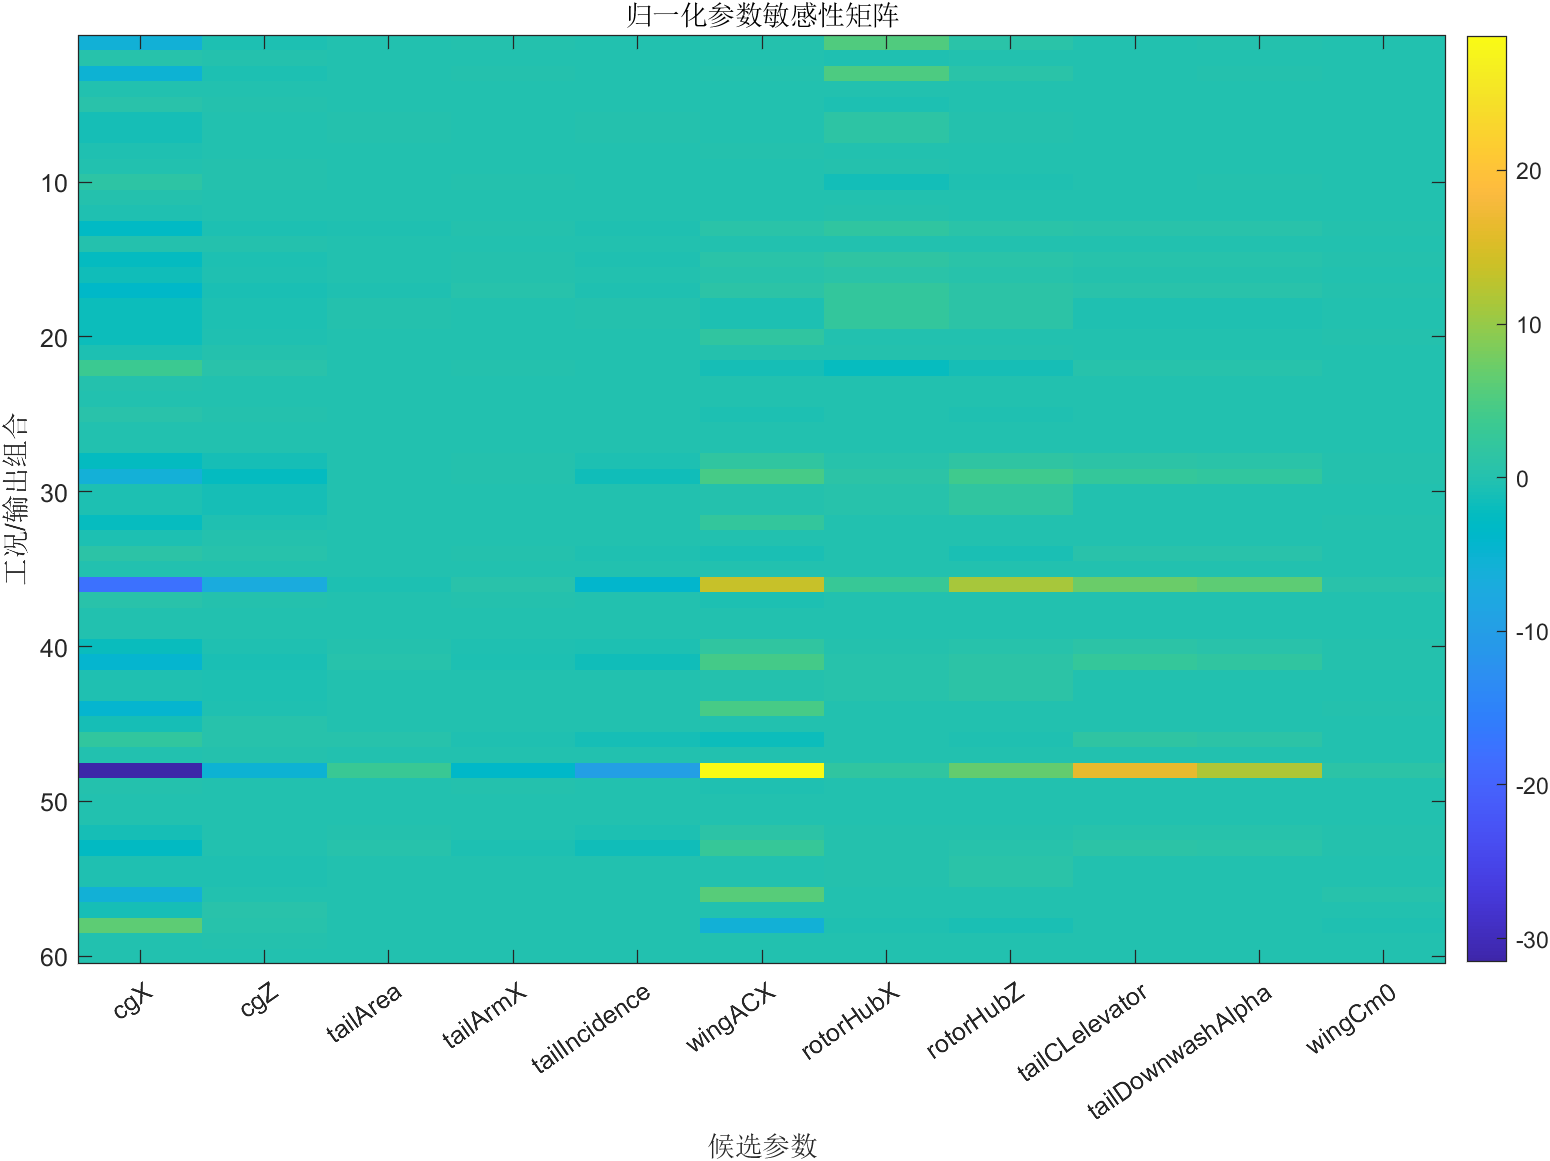 归一化参数敏感性矩阵
10
20
30
40
50
60
工况/输出组合
cgX
cgZ
tailArea
tailArmX
tailIncidence
wingACX
rotorHubX
rotorHubZ
tailCLelevator
tailDownwashAlpha
wingCm0
候选参数
20
10
0
-10
-20
-30